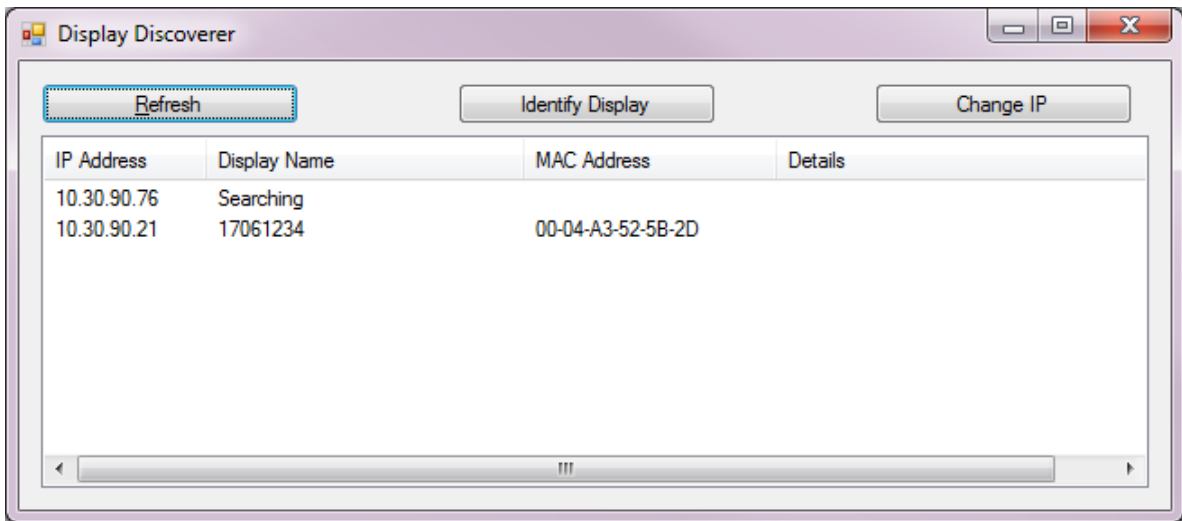 Display Discoverer
Refresh Identify Display Change IP
IP Address Display Name MAC Address Details
10.30.90.76 Searching
10.30.90.21 17061234 00-04-A3-52-5B-2D